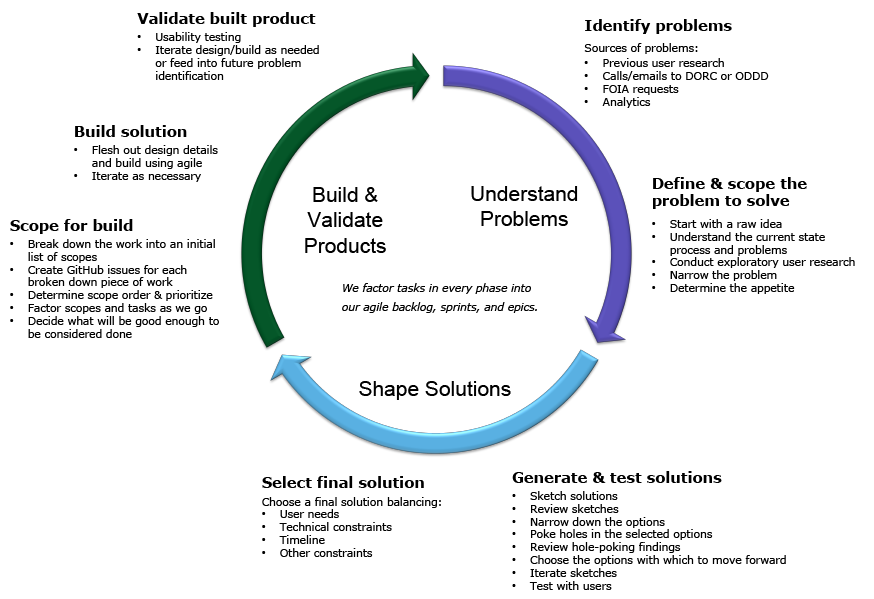 Validate built product
• Usability testing
• Iterate design/build as needed
or feed into future problem
identification
Identify problems
Sources of problems:
• Previous user research
• Calls/emails to DORC or ODDD
• FOIA requests
• Analytics
Build solution
• Flesh out design details
and build using agile
• Iterate as necessary
Define & scope the
problem to solve
• Start with a raw idea
• Understand the current state
process and problems
• Conduct exploratory user research
• Narrow the problem
• Determine the appetite
Build &
Validate
Products
Understand
Problems
Scope for build
• Break down the work into an initial
list of scopes
• Create GitHub issues for each
broken down piece of work
• Determine scope order & prioritize
• Factor scopes and tasks as we go
• Decide what will be good enough to
be considered done
We factor tasks in every phase into
our agile backlog, sprints, and epics.
Shape Solutions
Select final solution
Choose a final solution balancing:
• User needs
• Technical constraints
• Timeline
• Other constraints
Generate & test solutions
• Sketch solutions
• Review sketches
• Narrow down the options
• Poke holes in the selected options
• Review hole-poking findings
• Choose the options with which to move forward
• Iterate sketches
• Test with users